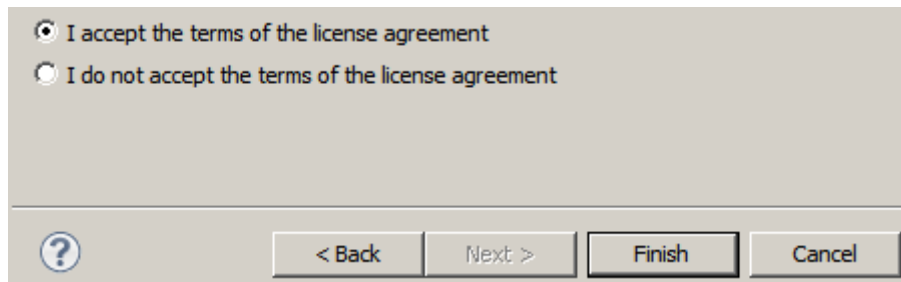 I accept the terms of the license agreement
I do not accept the terms of the license agreement
? < Back Next > Finish Cancel